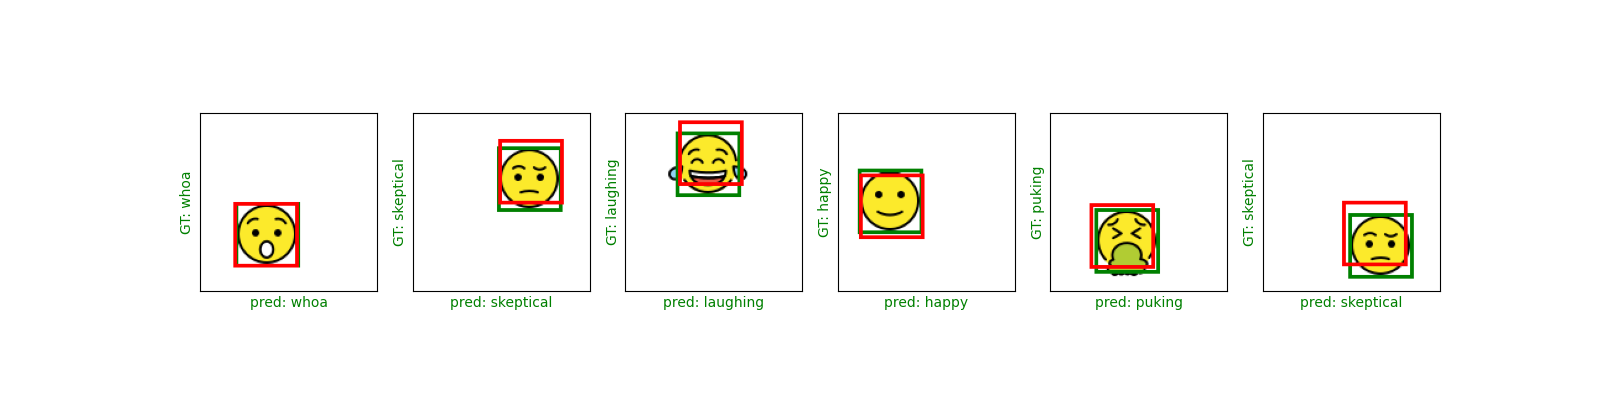 GT: whoa
pred: whoa
GT: skeptical
pred: skeptical
GT: laughing
pred: laughing
GT: happy
pred: happy
GT: puking
pred: puking
GT: skeptical
pred: skeptical